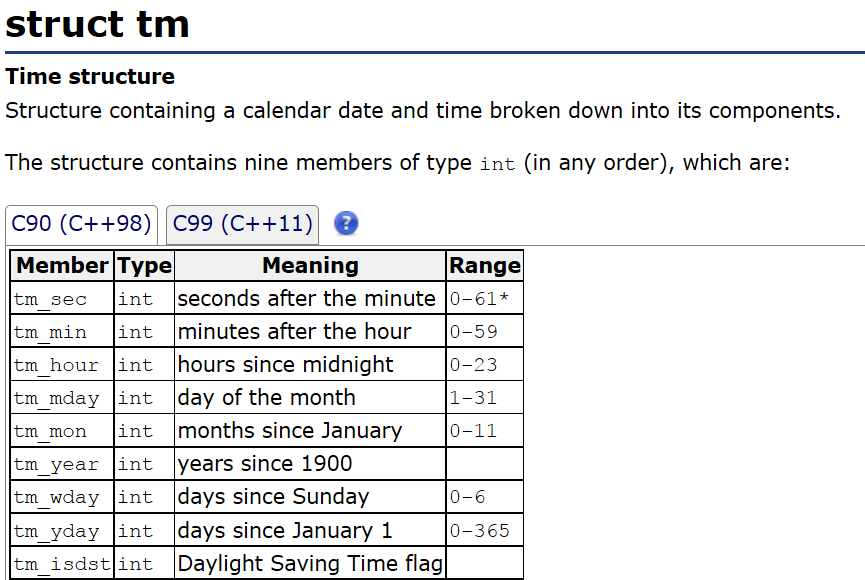 struct tm
Time structure
Structure containing a calendar date and time broken down into its components.
The structure contains nine members of type int (in any order), which are:
C90 (C++98) C99 (C++11) ?
Member Type Meaning Range
tm_sec int seconds after the minute 0-61*
tm_min int minutes after the hour 0-59
tm_hour int hours since midnight 0-23
tm_mday int day of the month 1-31
tm_mon int months since January 0-11
tm_year int years since 1900
tm_wday int days since Sunday 0-6
tm_yday int days since January 1 0-365
tm_isdst int Daylight Saving Time flag